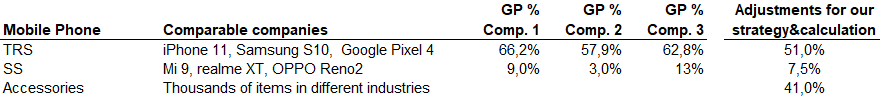 GP % GP % GP % Adjustments for our
Mobile Phone Comparable companies Comp. 1 Comp. 2 Comp. 3 strategy&calculation
TRS iPhone 11, Samsung S10, Google Pixel 4 66,2% 57,9% 62,8% 51,0%
SS Mi 9, realme XT, OPPO Reno2 9,0% 3,0% 13% 7,5%
Accessories Thousands of items in different industries 41,0%